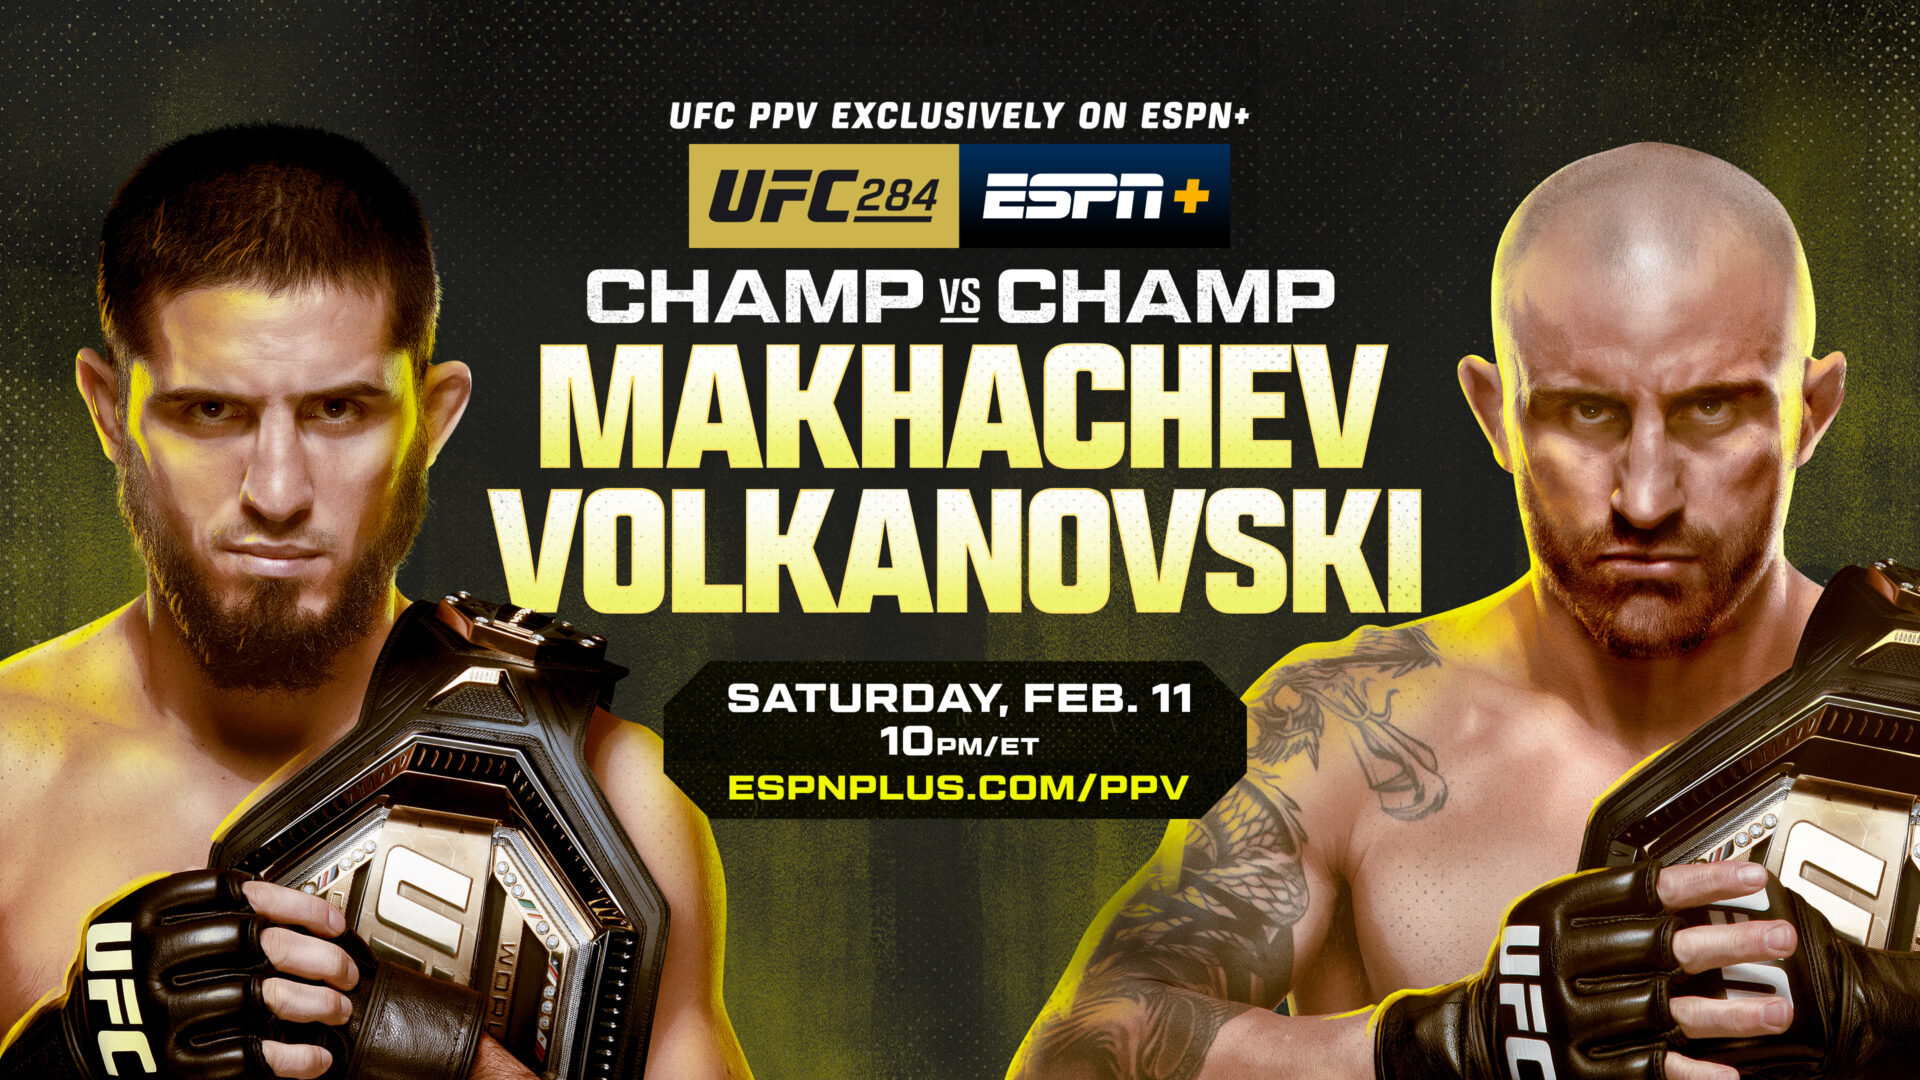 UFC PPV EXCLUSIVELY ON ESPN+
UFC 284 ESPN+
CHAMP VS CHAMP
MAKHACHEV
VOLKANOVSKI
SATURDAY, FEB. 11
10PM/ET
ESPNPLUS.COM/PPV
UFC
WORL
UFC
U